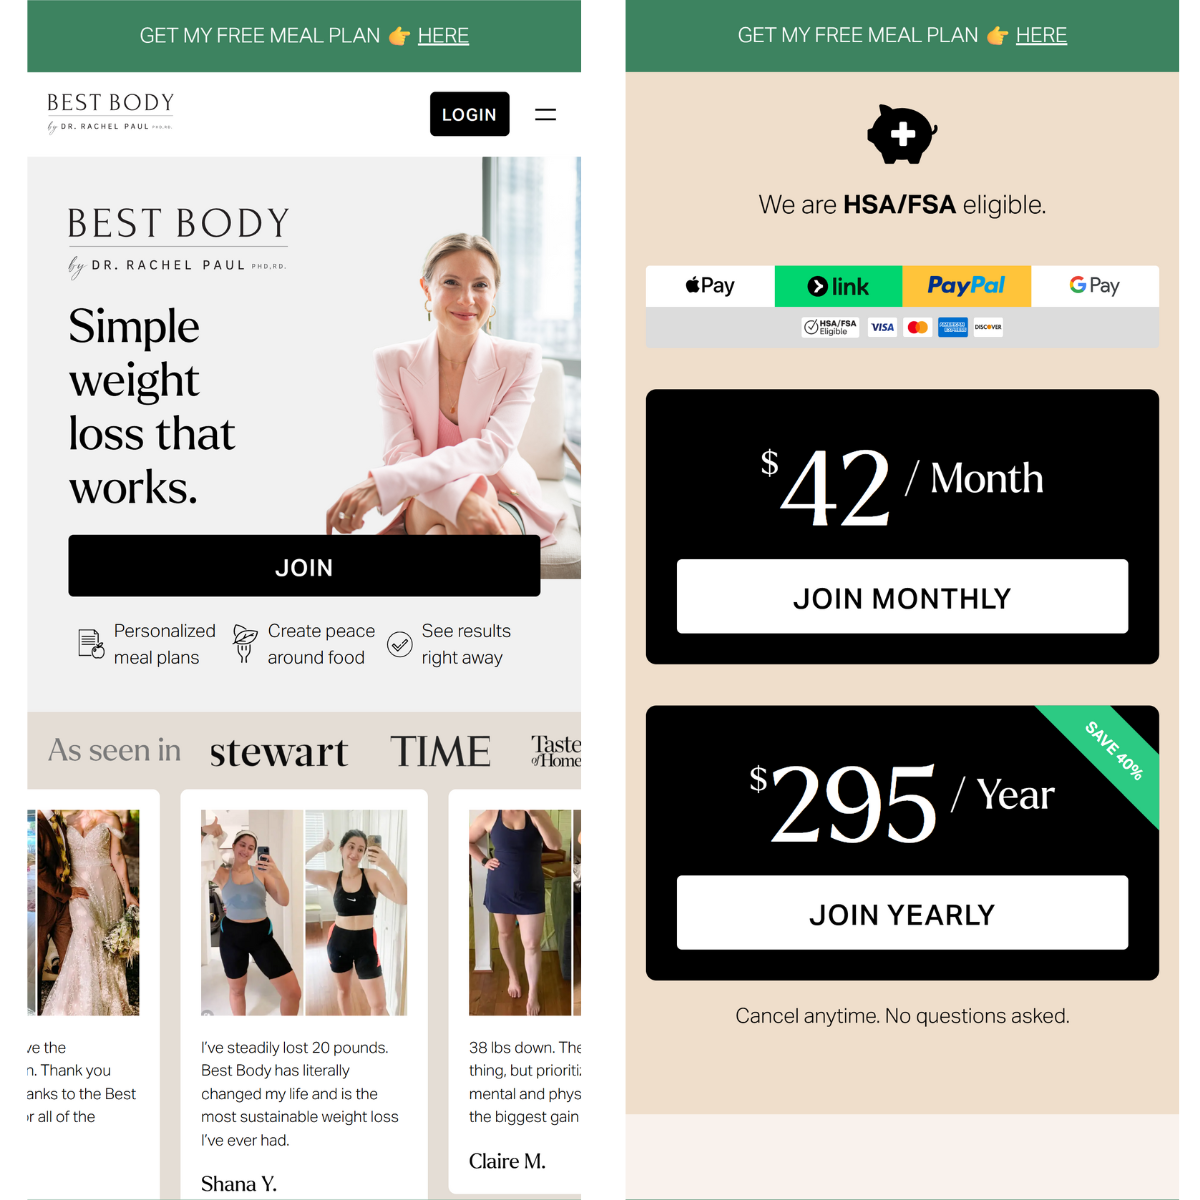 GET MY FREE MEAL PLAN 👉 HERE
BEST BODY
by DR. RACHEL PAUL PHD, RD.
LOGIN
BEST BODY
by DR. RACHEL PAUL PHD, RD.
Simple
weight
loss that
works.
JOIN
Personalized
meal plans
Create peace
around food
See results
right away
As seen in
stewart
TIME
Taste
of Home
ve the
n. Thank you
anks to the Best
r all of the
I've steadily lost 20 pounds.
Best Body has literally
changed my life and is the
most sustainable weight loss
I've ever had.
Shana Y.
38 lbs down. The
thing, but prioriti
mental and phys
the biggest gain
Claire M.
GET MY FREE MEAL PLAN 👉 HERE
We are HSA/FSA eligible.
Pay
link
PayPal
G Pay
HSA/FSA
Eligible
VISA
AMERICAN
EXPRESS
DISCOVER
$42 / Month
JOIN MONTHLY
SAVE 40%
$295 / Year
JOIN YEARLY
Cancel anytime. No questions asked.